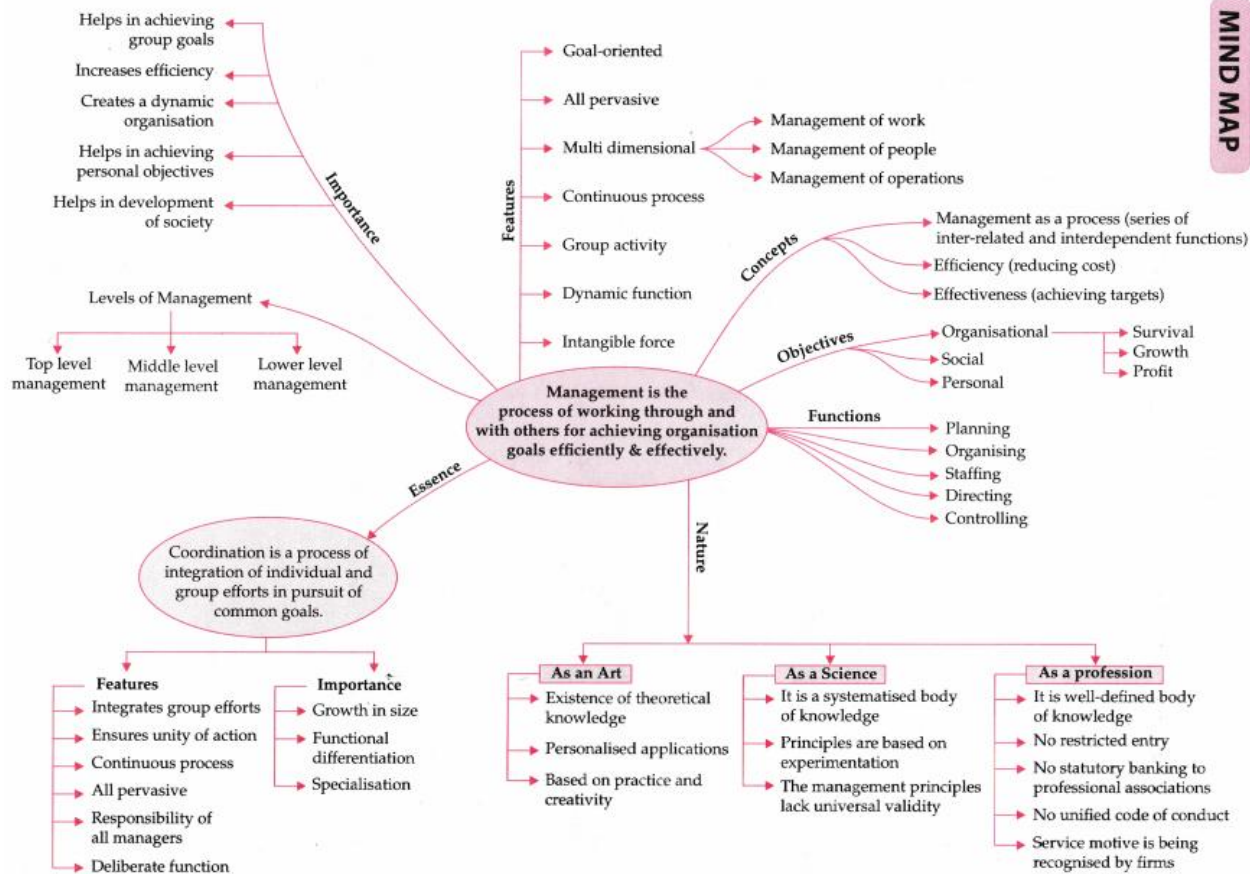 MIND MAP
Helps in achieving
group goals
Increases efficiency
Creates a dynamic
organisation
Helps in achieving
personal objectives
Helps in development
of society
Importance
Levels of Management
Top level
management
Middle level
management
Lower level
management
Features
Goal-oriented
All pervasive
Multi dimensional
Management of work
Management of people
Management of operations
Continuous process
Group activity
Dynamic function
Intangible force
Concepts
Management as a process (series of
inter-related and interdependent functions)
Efficiency (reducing cost)
Effectiveness (achieving targets)
Objectives
Organisational
Survival
Growth
Profit
Social
Personal
Functions
Planning
Organising
Staffing
Directing
Controlling
Management is the
process of working through and
with others for achieving organisation
goals efficiently & effectively.
Essence
Coordination is a process of
integration of individual and
group efforts in pursuit of
common goals.
Features
Integrates group efforts
Ensures unity of action
Continuous process
All pervasive
Responsibility of
all managers
Deliberate function
Importance
Growth in size
Functional
differentiation
Specialisation
Nature
As an Art
Existence of theoretical
knowledge
Personalised applications
Based on practice and
creativity
As a Science
It is a systematised body
of knowledge
Principles are based on
experimentation
The management principles
lack universal validity
As a profession
It is well-defined body
of knowledge
No restricted entry
No statutory banking to
professional associations
No unified code of conduct
Service motive is being
recognised by firms